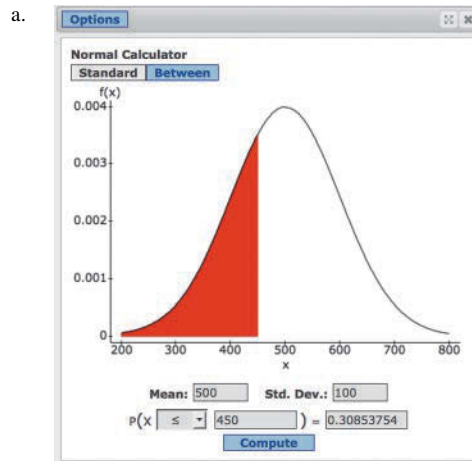 a.
Options
Normal Calculator
Standard Between
f(x)
0.004
0.003
0.002
0.001
0
200 300 400 500 600 700 800
x
Mean: 500 Std. Dev.: 100
P(X ≤ 450 ) = 0.30853754
Compute